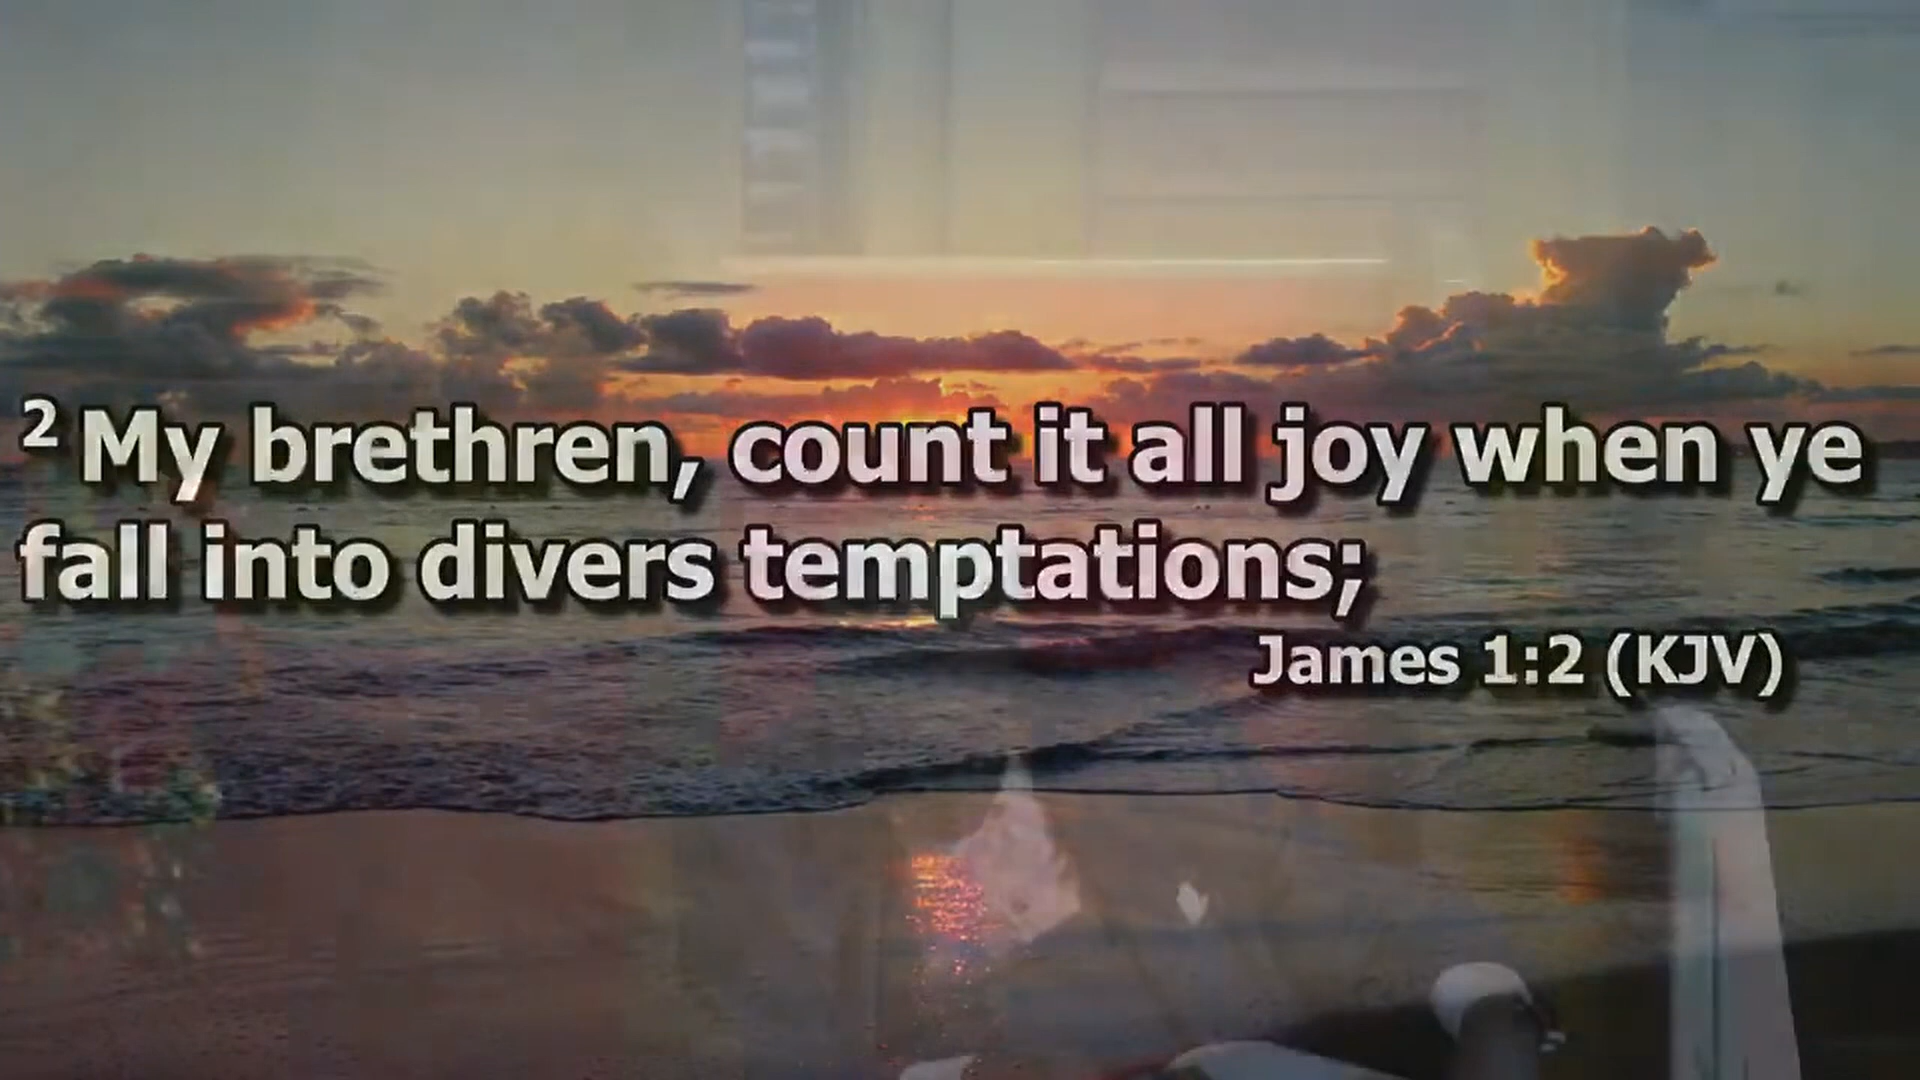 2 My brethren, count it all joy when ye
fall into divers temptations;
James 1:2 (KJV)